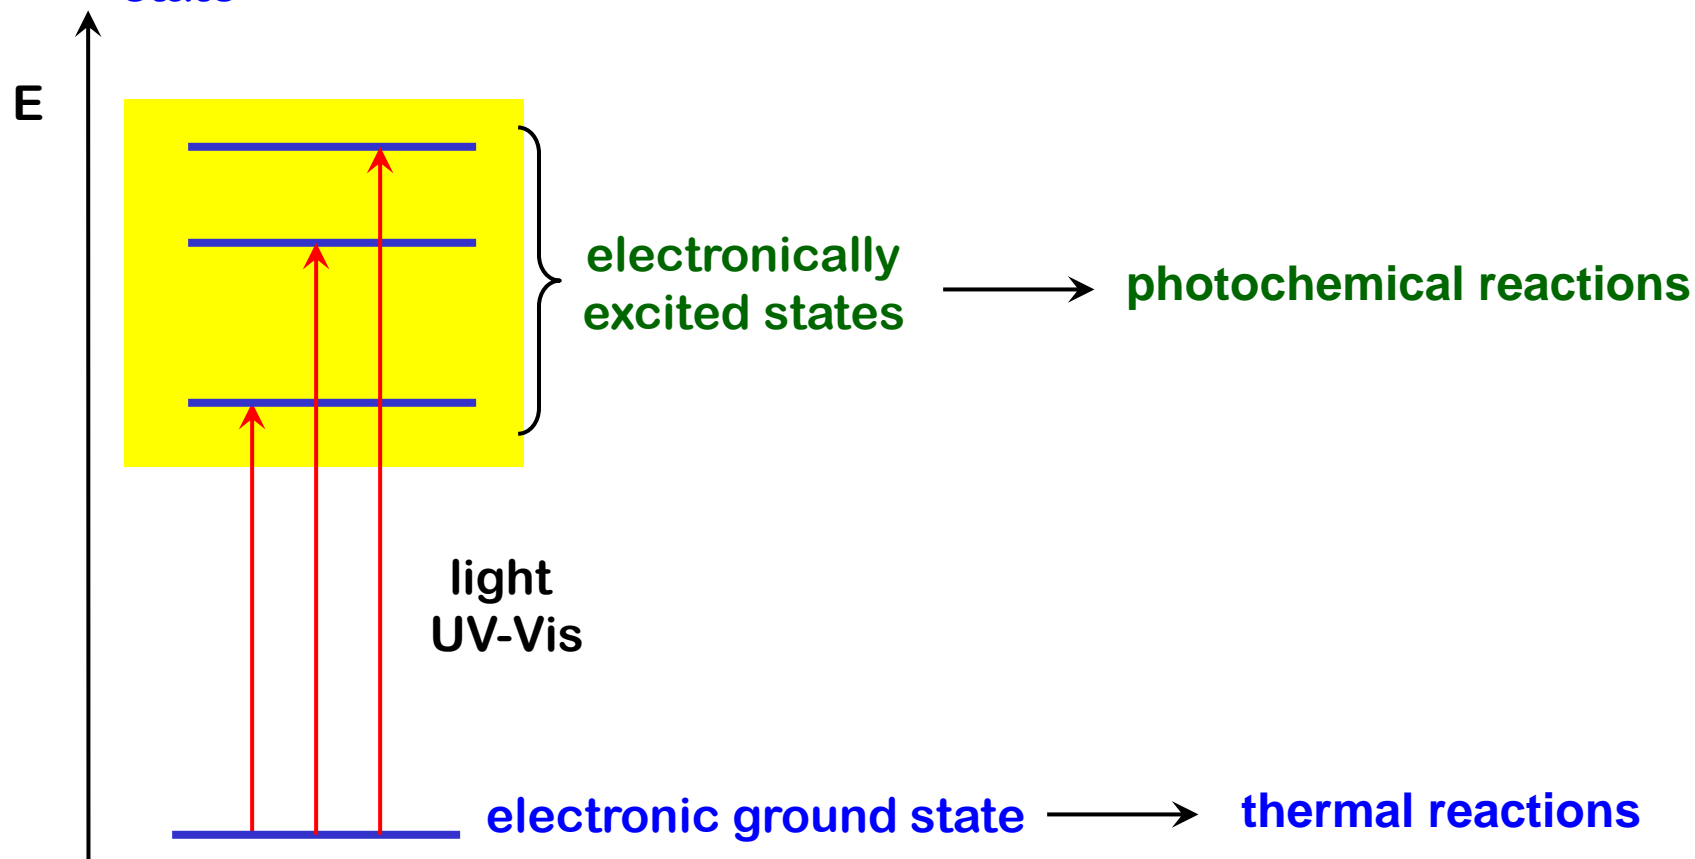 E
electronically
excited states
photochemical reactions
light
UV-Vis
electronic ground state
thermal reactions